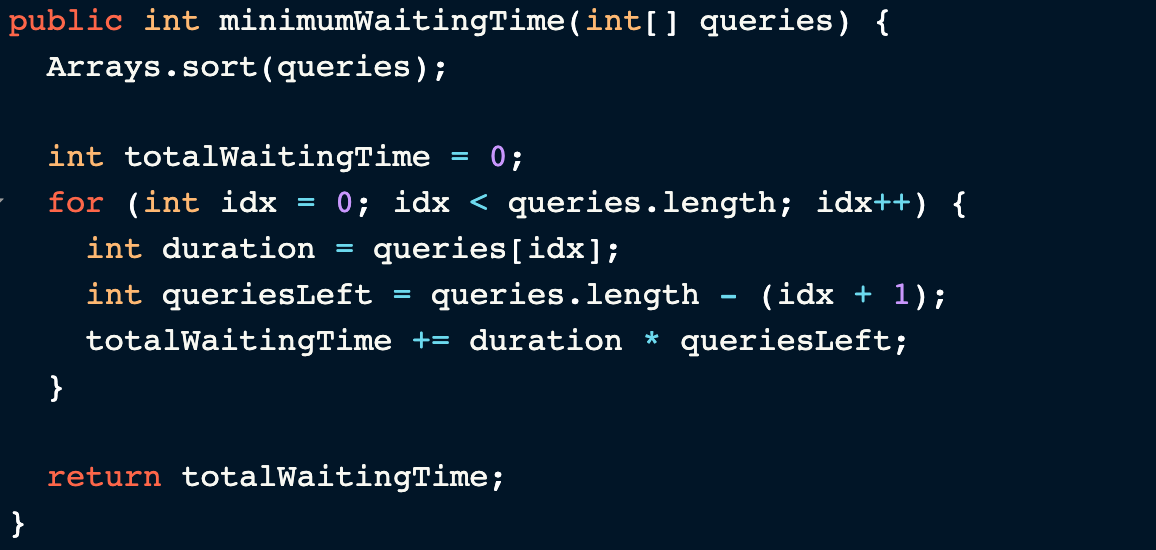 public int minimumWaitingTime(int[] queries) {
  Arrays.sort(queries);

  int totalWaitingTime = 0;
  for (int idx = 0; idx < queries.length; idx++) {
    int duration = queries[idx];
    int queriesLeft = queries.length - (idx + 1);
    totalWaitingTime += duration * queriesLeft;
  }

  return totalWaitingTime;
}